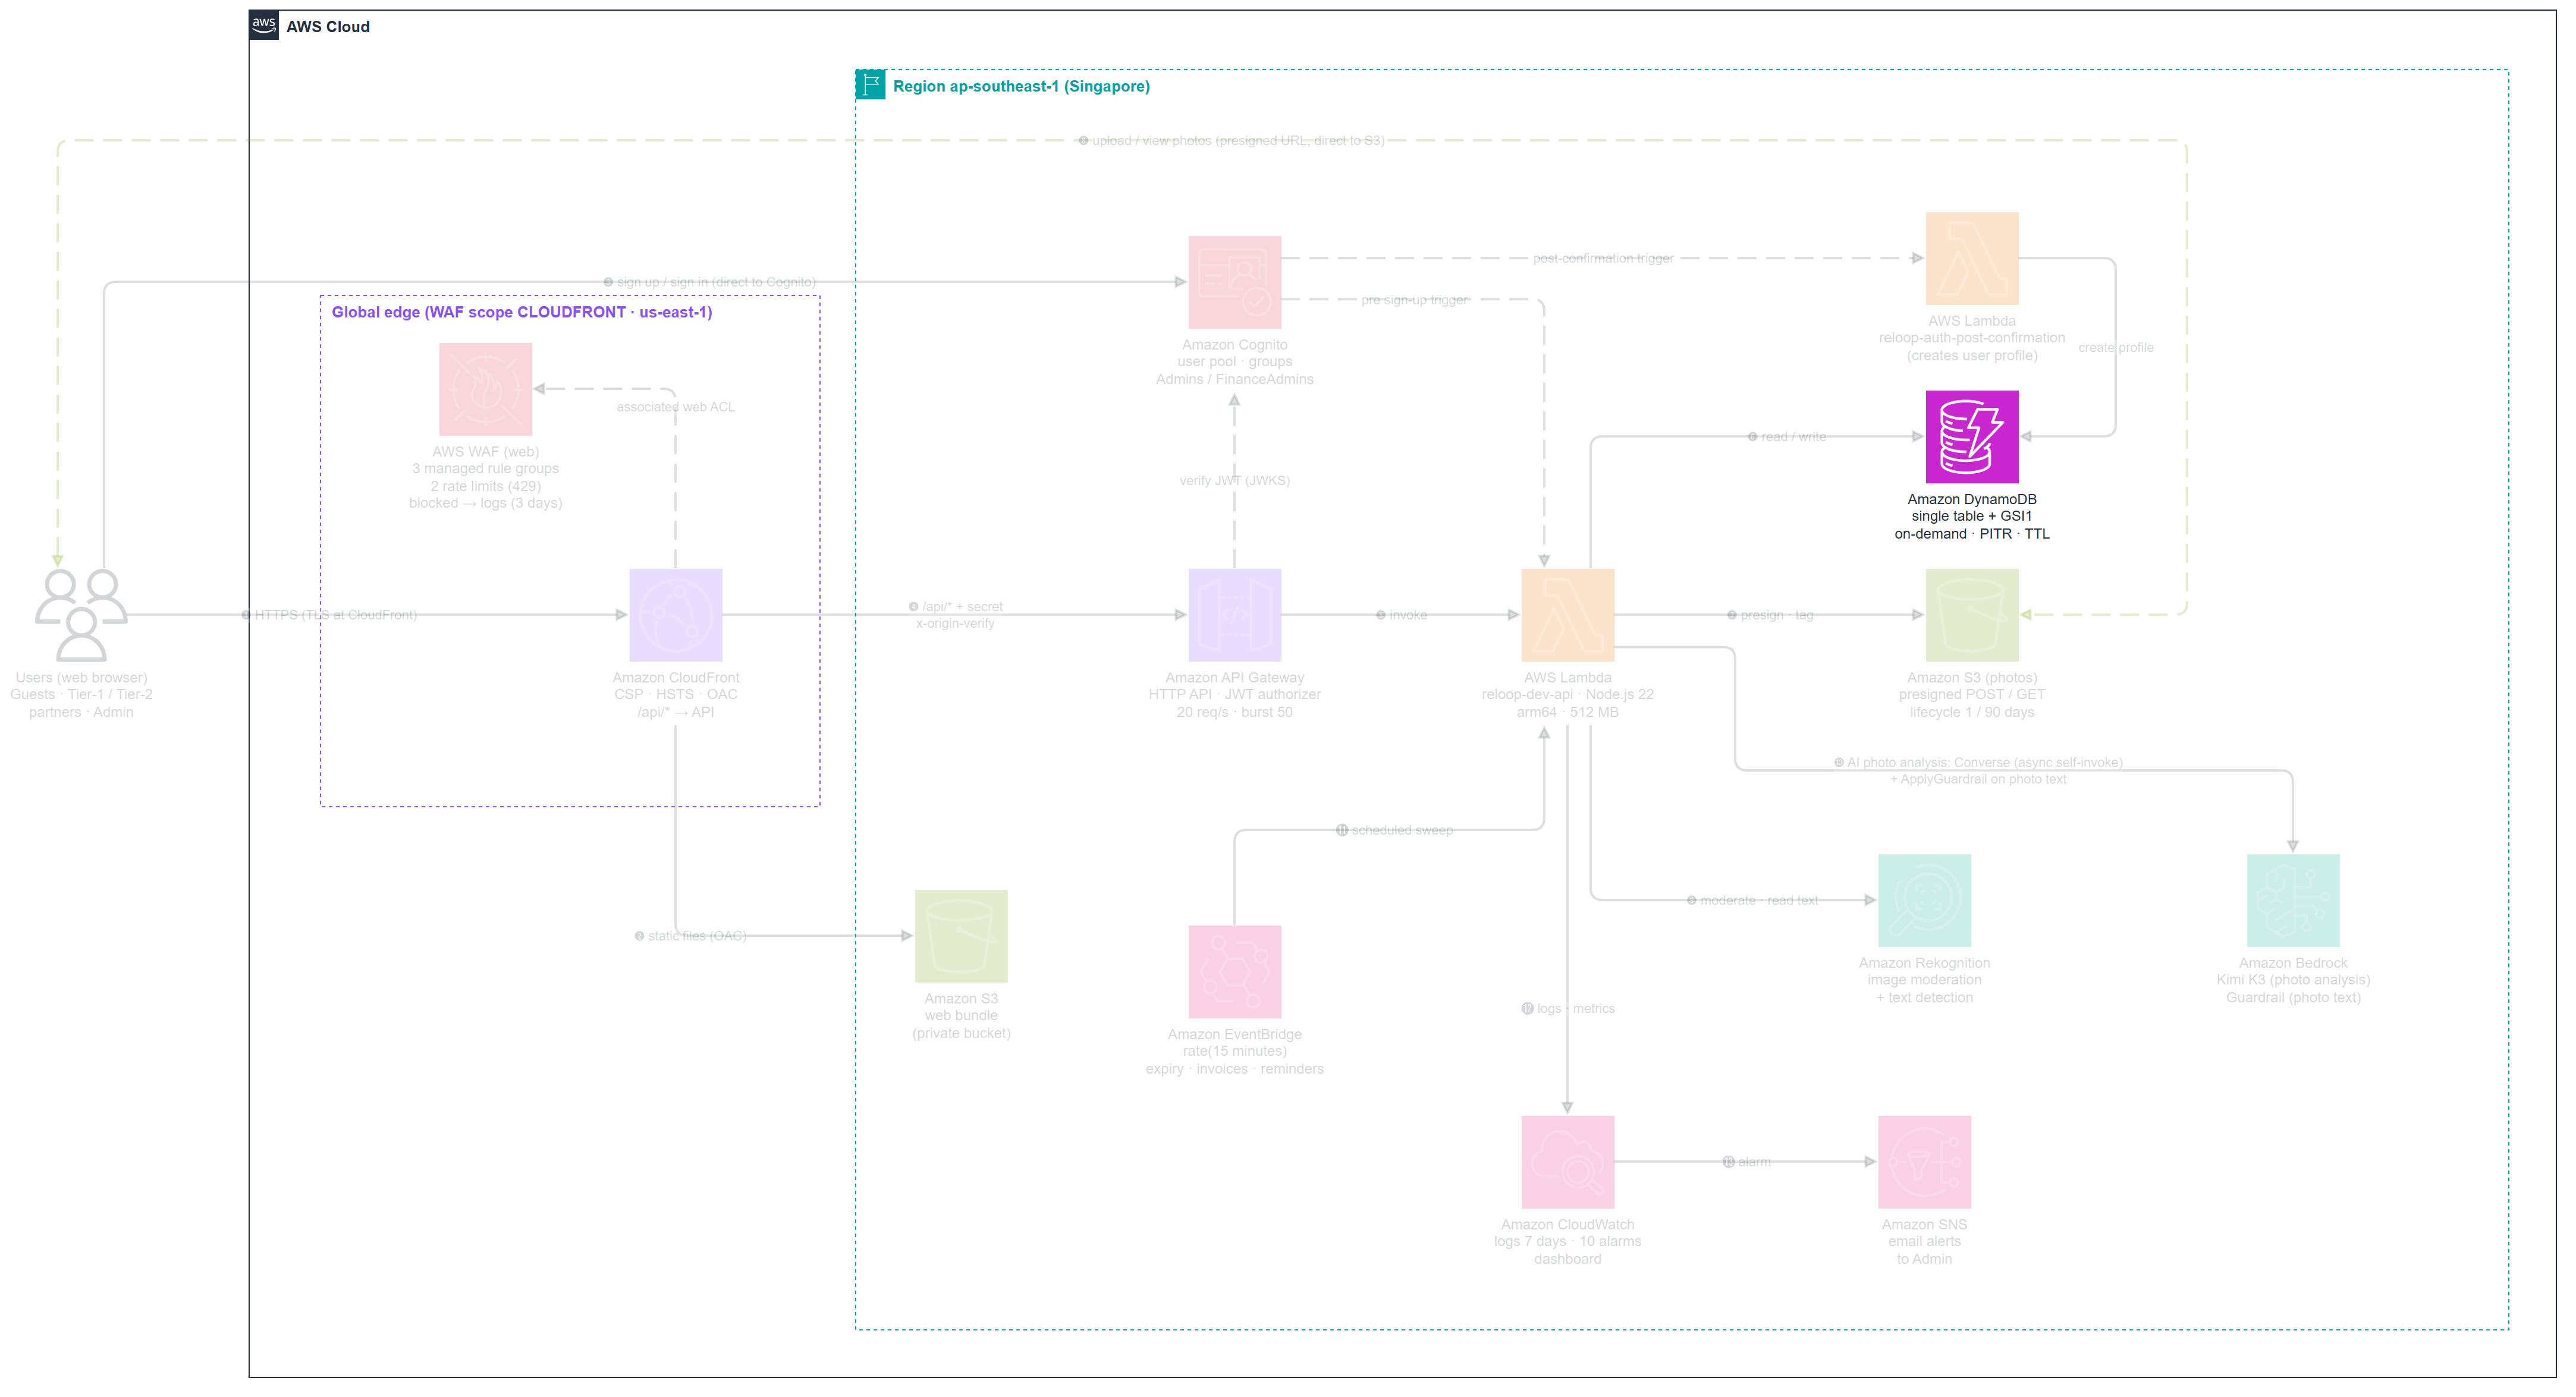 aws
AWS Cloud
Region ap-southeast-1 (Singapore)
❽ upload / view photos (presigned URL, direct to S3)
❸ sign up / sign in (direct to Cognito)
post-confirmation trigger
pre sign-up trigger
Global edge (WAF scope CLOUDFRONT · us-east-1)
AWS Lambda
reloop-auth-post-confirmation
(creates user profile)
create profile
Amazon Cognito
user pool · groups
Admins / FinanceAdmins
associated web ACL
AWS WAF (web)
3 managed rule groups
2 rate limits (429)
blocked → logs (3 days)
verify JWT (JWKS)
❻ read / write
Amazon DynamoDB
single table + GSI1
on-demand · PITR · TTL
HTTPS (TLS at CloudFront)
❹ /api/* + secret
x-origin-verify
❺ invoke
❼ presign · tag
Users (web browser)
Guests · Tier-1 / Tier-2
partners · Admin
Amazon CloudFront
CSP · HSTS · OAC
/api/* → API
Amazon API Gateway
HTTP API · JWT authorizer
20 req/s · burst 50
AWS Lambda
reloop-dev-api · Node.js 22
arm64 · 512 MB
Amazon S3 (photos)
presigned POST / GET
lifecycle 1 / 90 days
❿ AI photo analysis: Converse (async self-invoke)
+ ApplyGuardrail on photo text
⓫ scheduled sweep
❾ moderate · read text
❷ static files (OAC)
Amazon S3
web bundle
(private bucket)
Amazon EventBridge
rate(15 minutes)
expiry · invoices · reminders
Amazon Rekognition
image moderation
+ text detection
Amazon Bedrock
Kimi K3 (photo analysis)
Guardrail (photo text)
⓬ logs · metrics
⓭ alarm
Amazon CloudWatch
logs 7 days · 10 alarms
dashboard
Amazon SNS
email alerts
to Admin